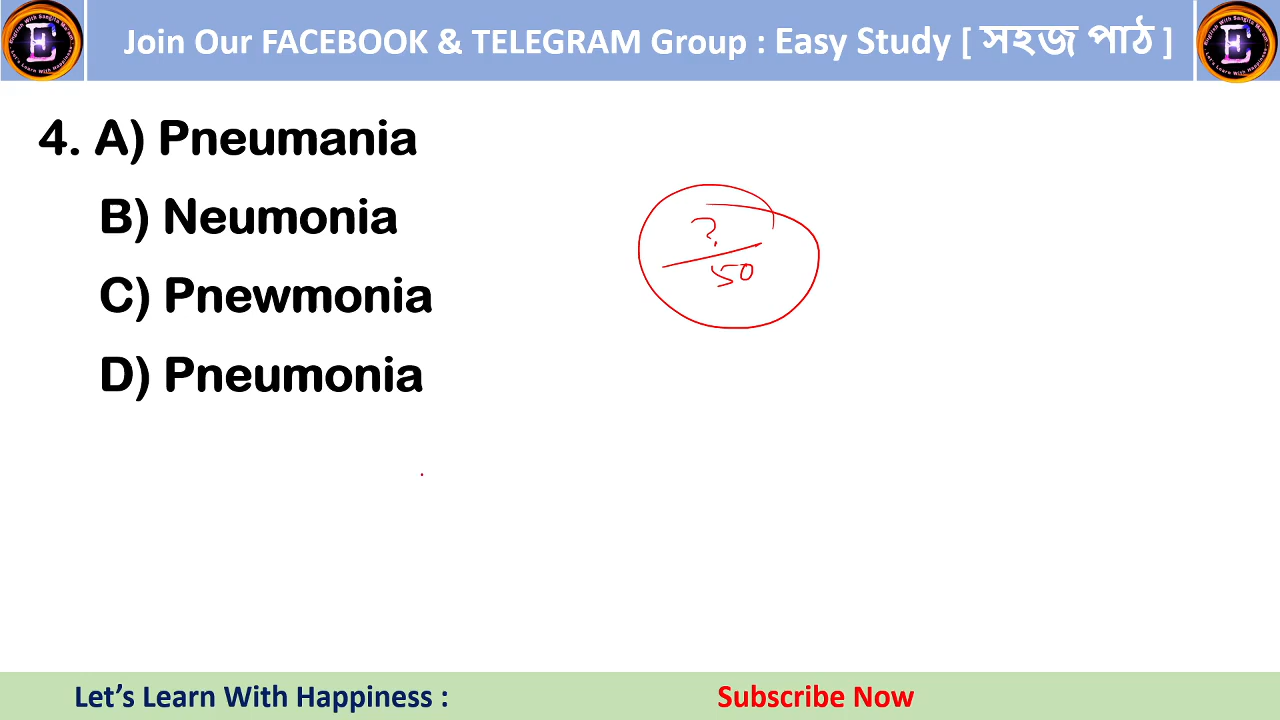 Join Our FACEBOOK & TELEGRAM Group : Easy Study [ সহজ পাঠ ]
4. A) Pneumania
B) Neumonia
C) Pnewmonia
D) Pneumonia
?
50
Let's Learn With Happiness :
Subscribe Now